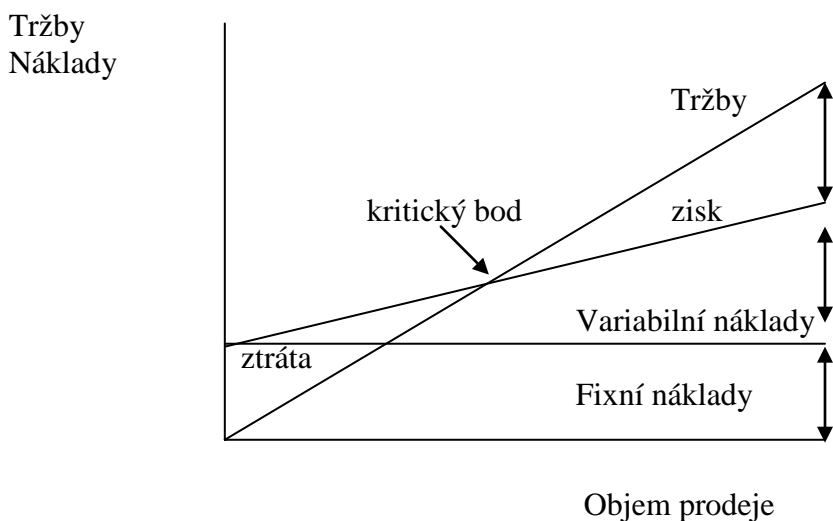 Tržby
Náklady
Tržby
kritický bod
zisk
Variabilní náklady
ztráta
Fixní náklady
Objem prodeje